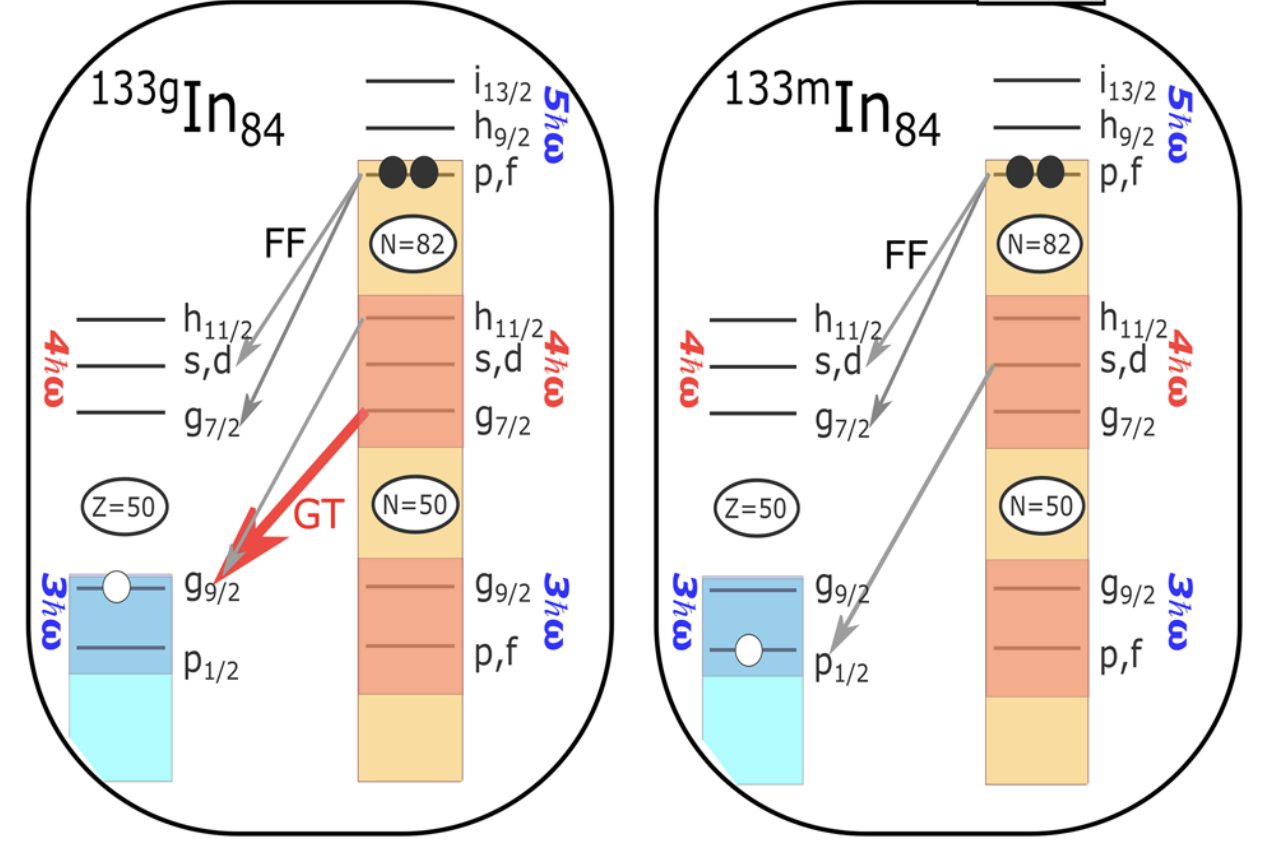 133gIn84
i13/2
h9/2
p,f
5ħω
FF
N=82
h11/2
s,d
g7/2
4ħω
h11/2
s,d
g7/2
4ħω
Z=50
N=50
GT
g9/2
p1/2
3ħω
g9/2
p,f
3ħω
133mIn84
i13/2
h9/2
p,f
5ħω
FF
N=82
h11/2
s,d
g7/2
4ħω
h11/2
s,d
g7/2
4ħω
Z=50
N=50
g9/2
p1/2
3ħω
g9/2
p,f
3ħω